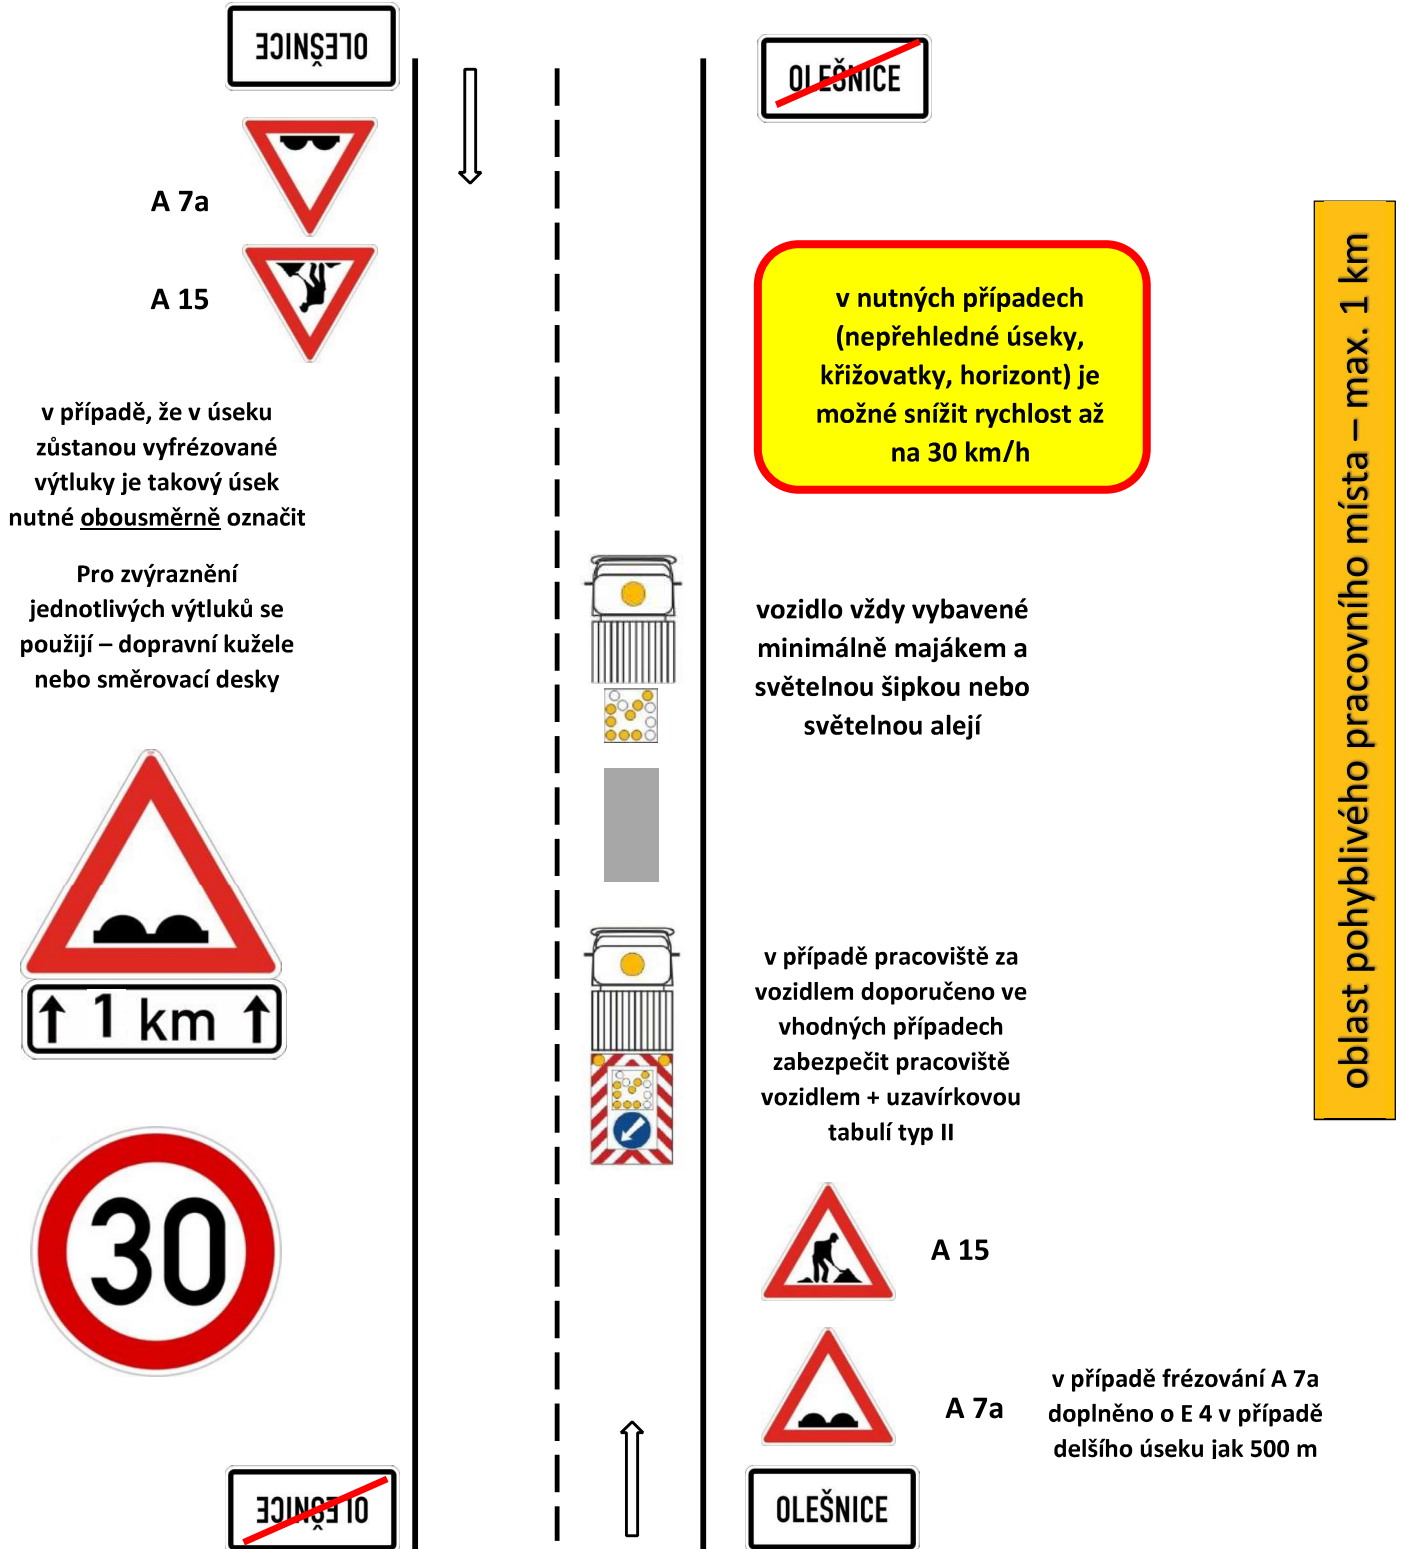 OLEŠNICE
OLEŠNICE
A 7a
A 15
v nutných případech
(nepřehledné úseky,
křižovatky, horizont) je
možné snížit rychlost až
na 30 km/h
oblast pohyblivého pracovního místa – max. 1 km
v případě, že v úseku
zůstanou vyfrézované
výtluky je takový úsek
nutné obousměrně označit
Pro zvýraznění
jednotlivých výtluků se
použijí – dopravní kužele
nebo směrovací desky
vozidlo vždy vybavené
minimálně majákem a
světelnou šipkou nebo
světelnou alejí
1 km
v případě pracoviště za
vozidlem doporučeno ve
vhodných případech
zabezpečit pracoviště
vozidlem + uzavírkovou
tabulí typ II
30
A 15
A 7a
v případě frézování A 7a
doplněno o E 4 v případě
delšího úseku jak 500 m
OLEŠNICE
OLEŠNICE